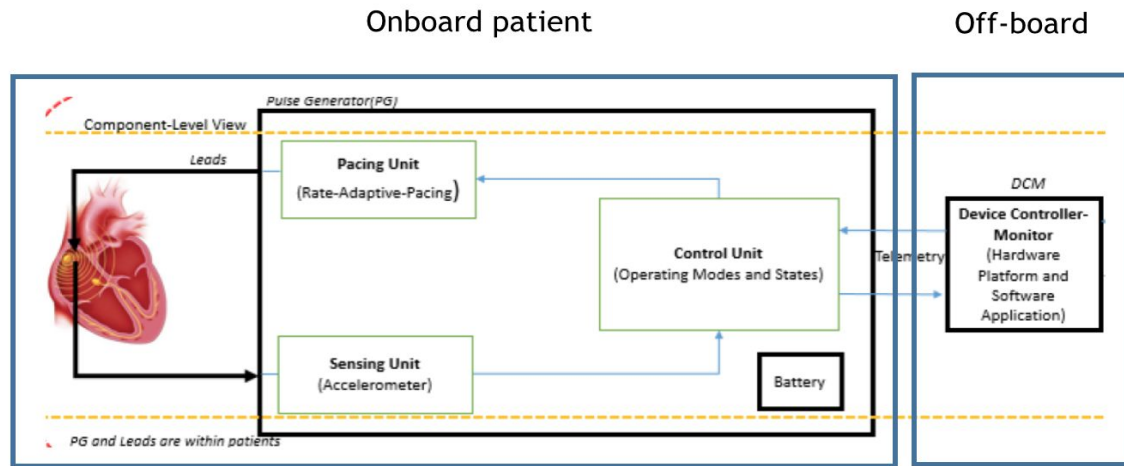 Onboard patient
Off-board
Pulse Generator(PG)
Component-Level View
Leads
Pacing Unit
(Rate-Adaptive-Pacing)
DCM
Device Controller-
Monitor
(Hardware
Platform and
Software
Application)
Control Unit
(Operating Modes and States)
Telemetry
Sensing Unit
(Accelerometer)
Battery
PG and Leads are within patients